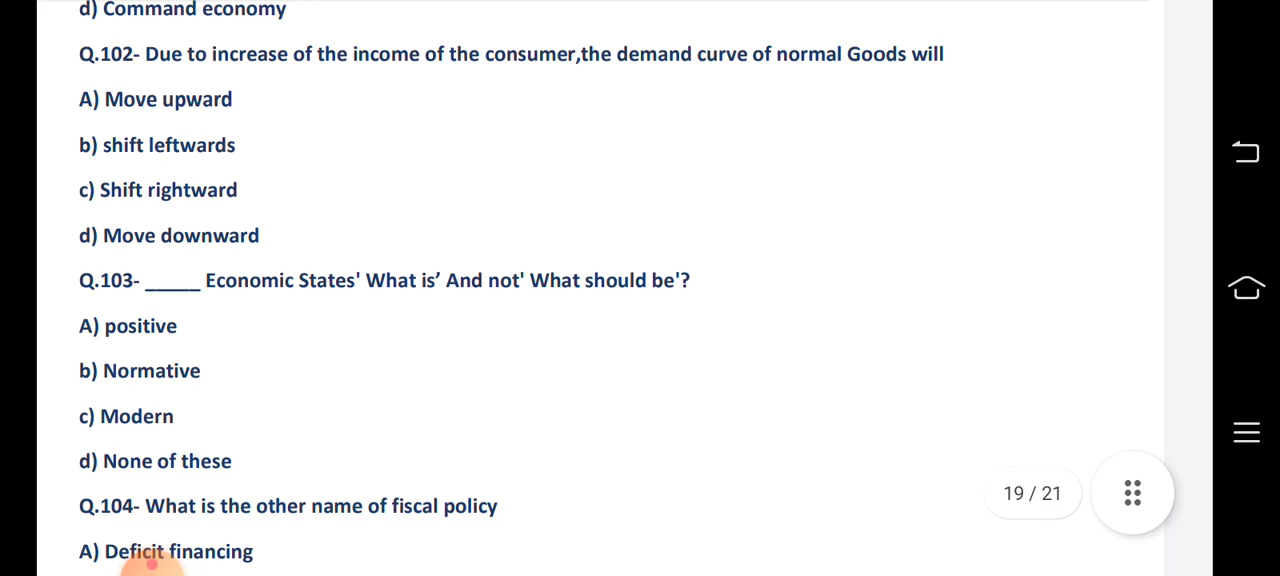 d) Command economy
Q.102- Due to increase of the income of the consumer,the demand curve of normal Goods will
A) Move upward
b) shift leftwards
c) Shift rightward
d) Move downward
Q.103- _____ Economic States' What is’ And not' What should be'?
A) positive
b) Normative
c) Modern
d) None of these
Q.104- What is the other name of fiscal policy
A) Deficit financing
19 / 21